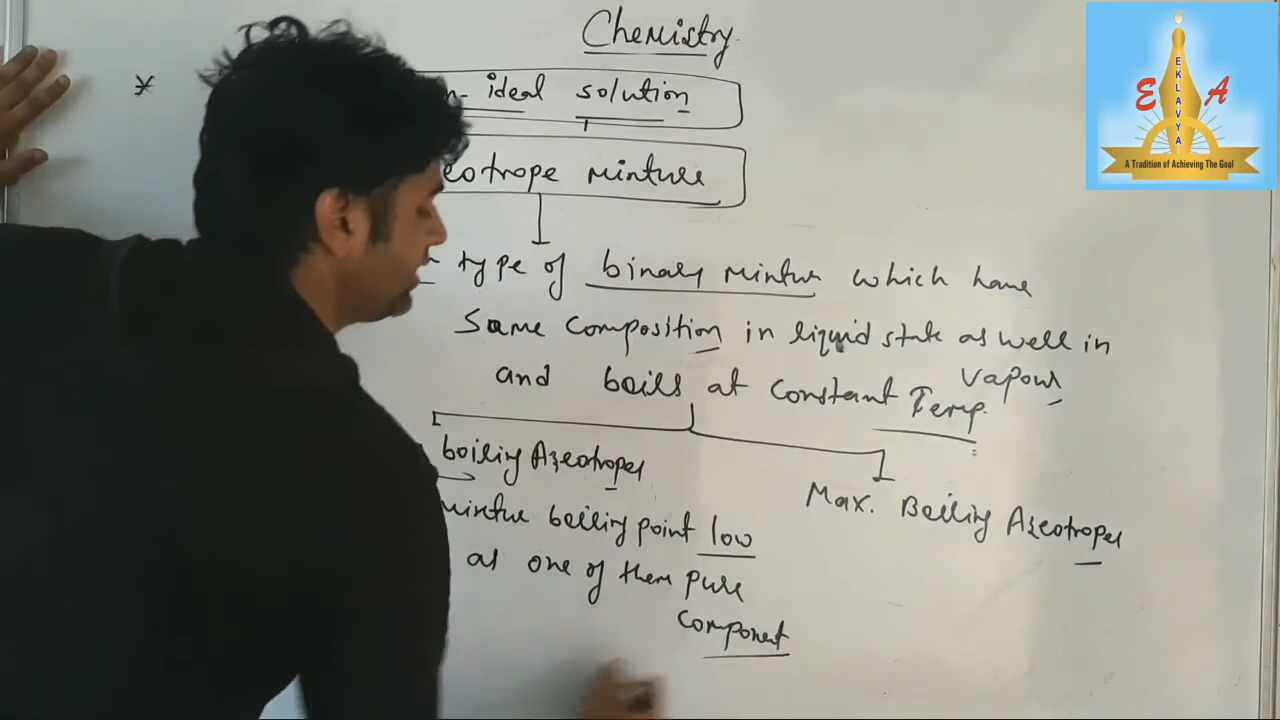 Chemistry.
n-ideal solution
eotrope mixture
type of binary mixture which have
Same composition in liquid state as well in
vapour
and boils at constant Temp.
boiling Azeotropes
Max. Boiling Azeotropes
mixture boiling point low
as one of them pure
component
E A
EKLAVYA
A Tradition of Achieving The Goal